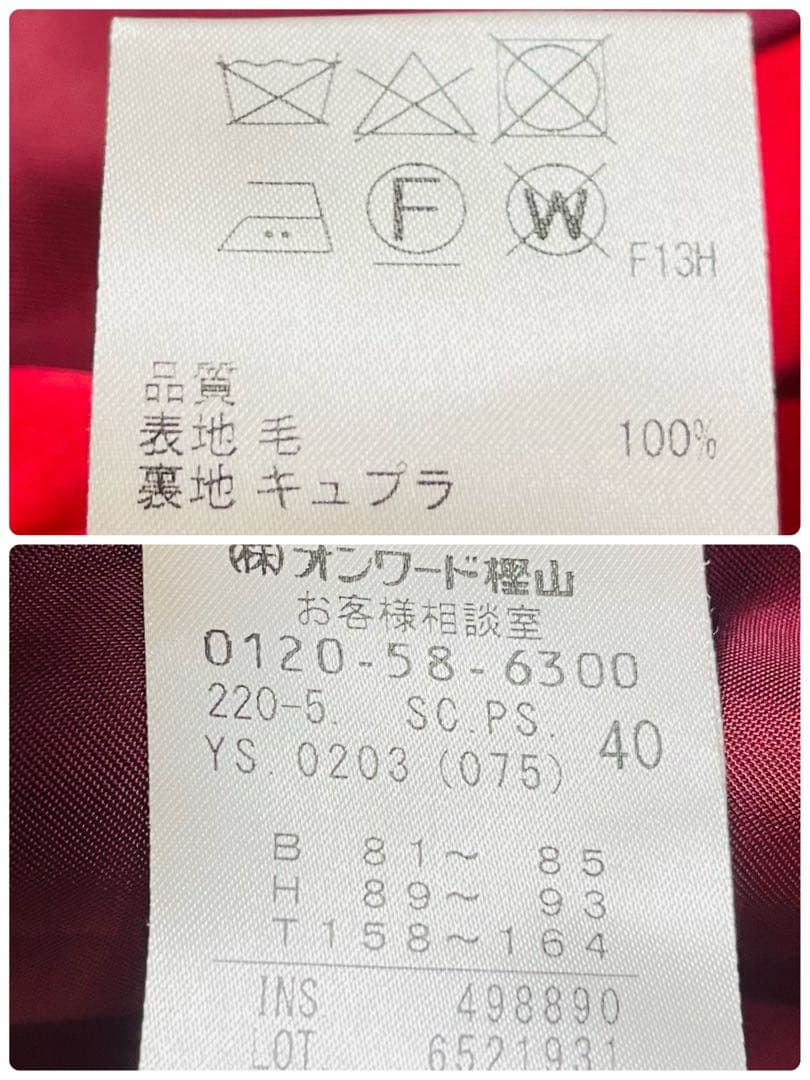 F
W
F13H
品質
表地 毛 100%
裏地 キュプラ
(株)オンワード樫山
お客様相談室
0120-58-6300
220-5. SC.PS. 40
YS. 0203 (075)
B 81~ 85
H 89~ 93
T158~164
INS 498890
LOT 6521931